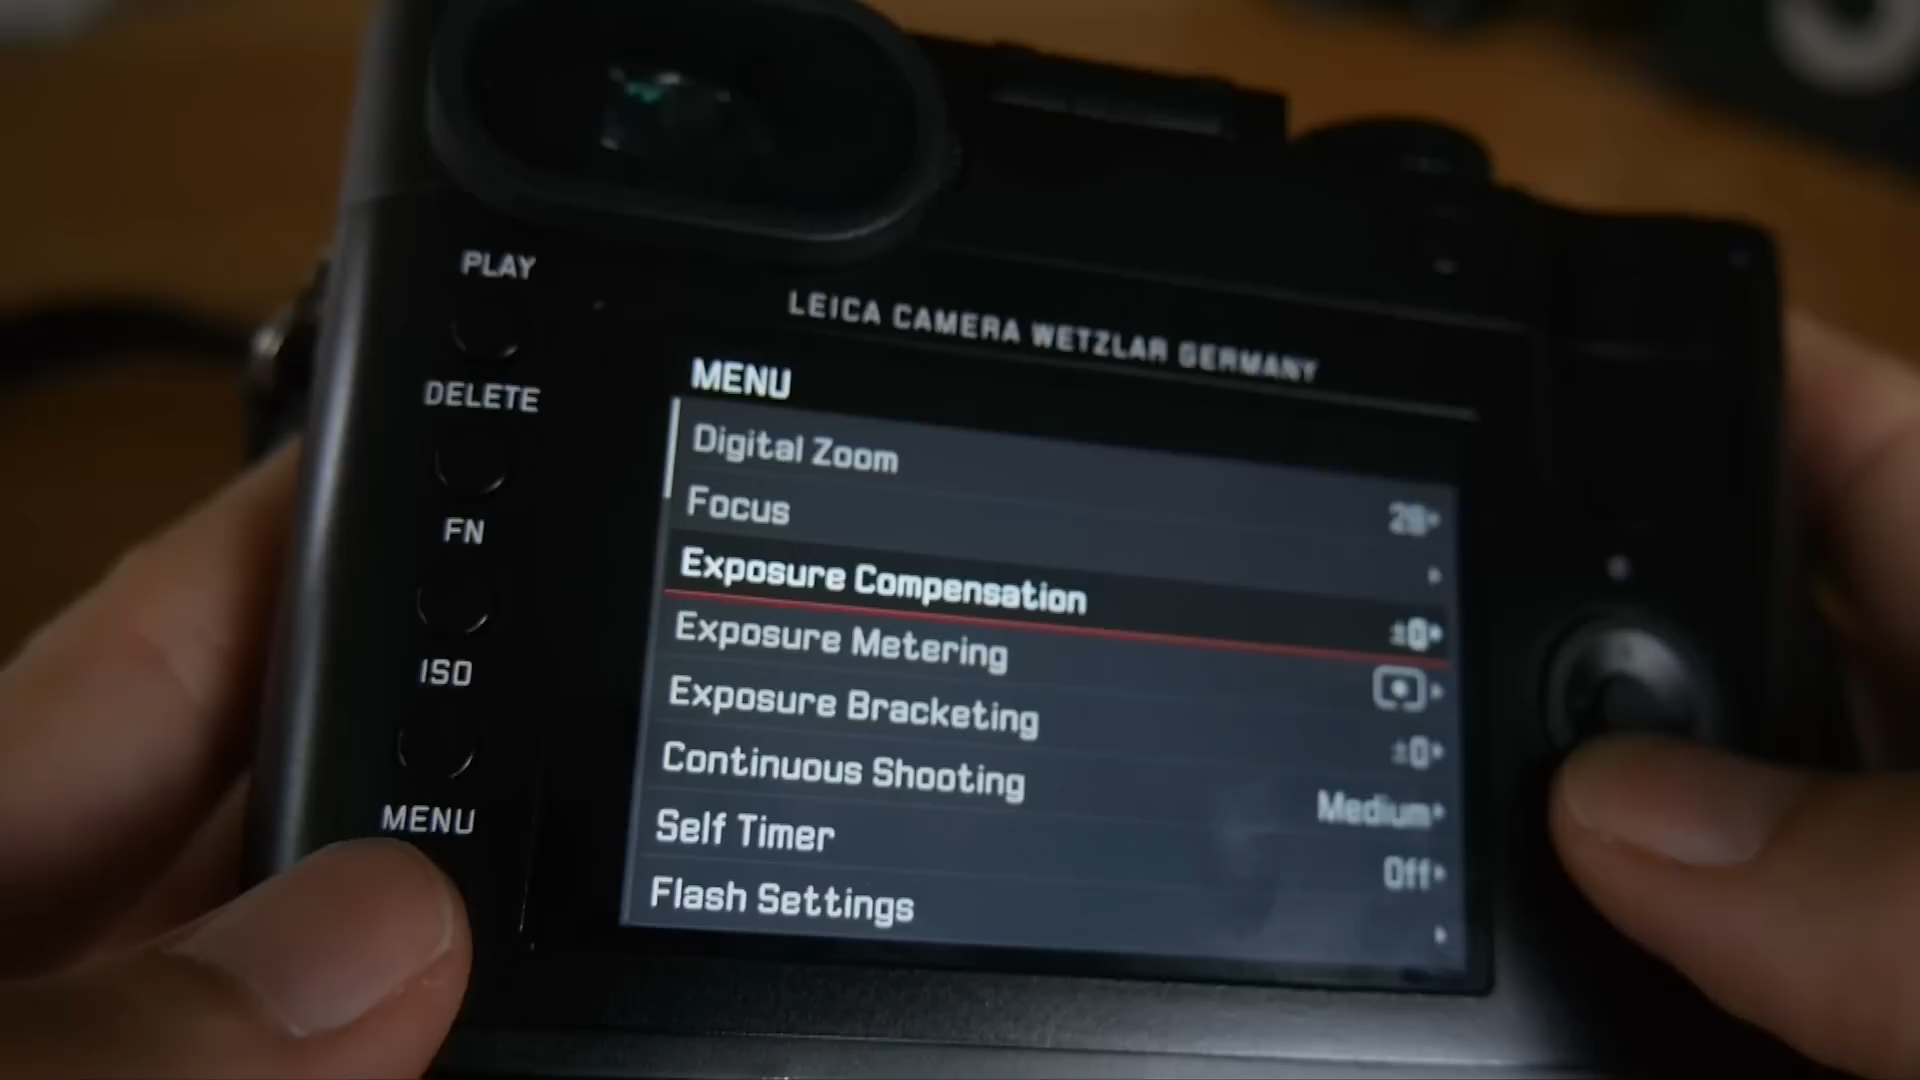 PLAY
DELETE
FN
ISO
MENU
LEICA CAMERA WETZLAR GERMANY
MENU
Digital Zoom 28
Focus
Exposure Compensation ±0
Exposure Metering
Exposure Bracketing ±0
Continuous Shooting Medium
Self Timer Off
Flash Settings